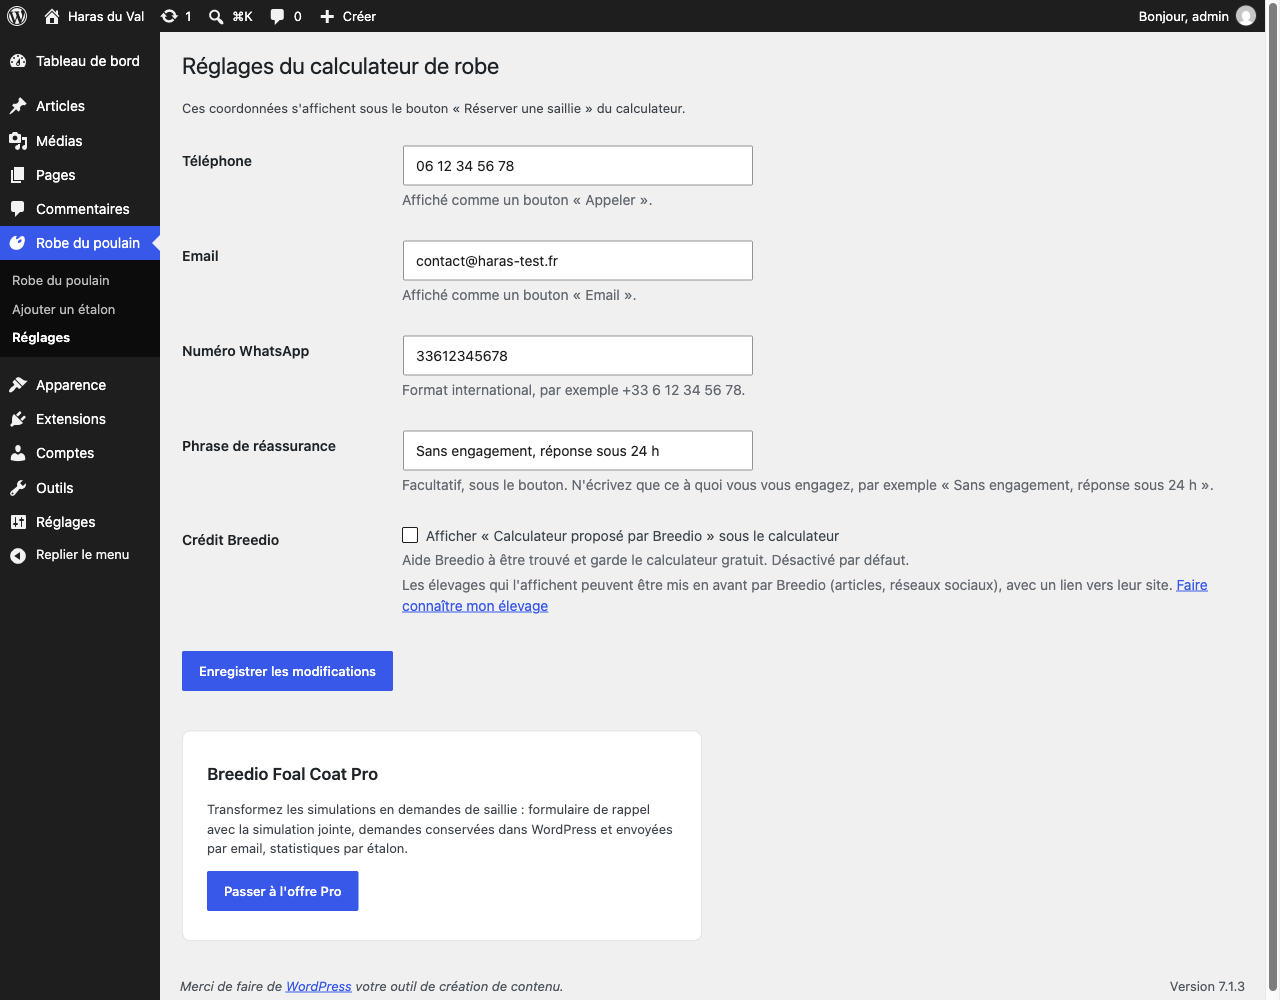 Haras du Val
1
⌘K
0
Créer
Bonjour, admin
Tableau de bord
Articles
Médias
Pages
Commentaires
Robe du poulain
Robe du poulain
Ajouter un étalon
Réglages
Apparence
Extensions
Comptes
Outils
Réglages
Replier le menu
Réglages du calculateur de robe
Ces coordonnées s'affichent sous le bouton « Réserver une saillie » du calculateur.
Téléphone
06 12 34 56 78
Affiché comme un bouton « Appeler ».
Email
contact@haras-test.fr
Affiché comme un bouton « Email ».
Numéro WhatsApp
33612345678
Format international, par exemple +33 6 12 34 56 78.
Phrase de réassurance
Sans engagement, réponse sous 24 h
Facultatif, sous le bouton. N'écrivez que ce à quoi vous vous engagez, par exemple « Sans engagement, réponse sous 24 h ».
Crédit Breedio
Afficher « Calculateur proposé par Breedio » sous le calculateur
Aide Breedio à être trouvé et garde le calculateur gratuit. Désactivé par défaut.
Les élevages qui l'affichent peuvent être mis en avant par Breedio (articles, réseaux sociaux), avec un lien vers leur site. Faire
connaître mon élevage
Enregistrer les modifications
Breedio Foal Coat Pro
Transformez les simulations en demandes de saillie : formulaire de rappel
avec la simulation jointe, demandes conservées dans WordPress et envoyées
par email, statistiques par étalon.
Passer à l'offre Pro
Merci de faire de WordPress votre outil de création de contenu.
Version 7.1.3